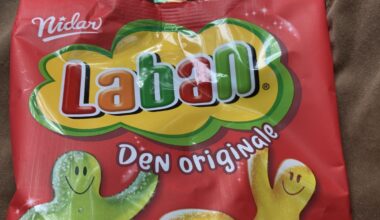 Nidar
Laban®
Den originale